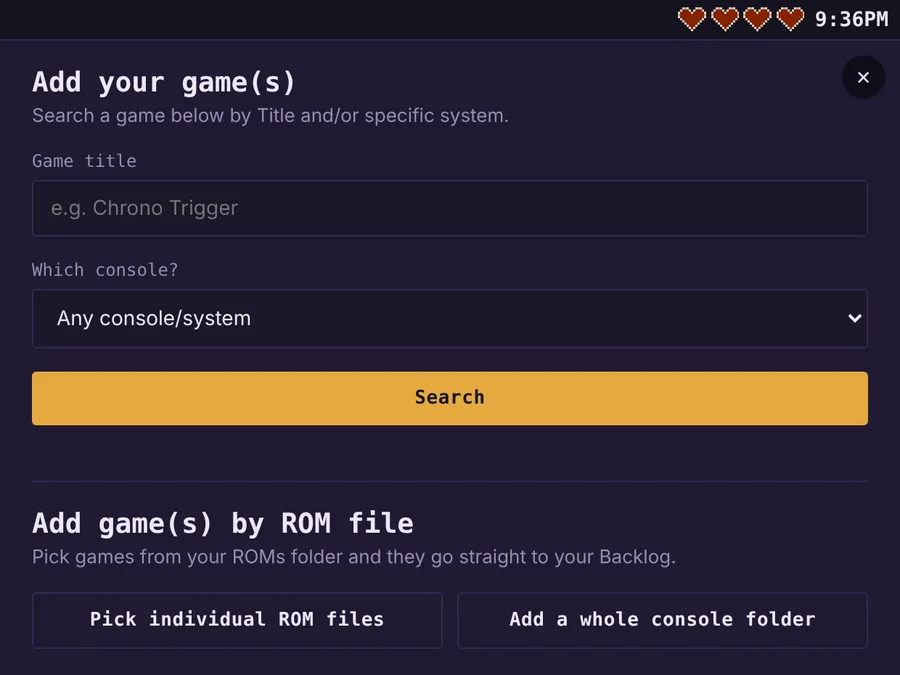 9:36PM
Add your game(s)
Search a game below by Title and/or specific system.
Game title
e.g. Chrono Trigger
Which console?
Any console/system
Search
Add game(s) by ROM file
Pick games from your ROMs folder and they go straight to your Backlog.
Pick individual ROM files
Add a whole console folder